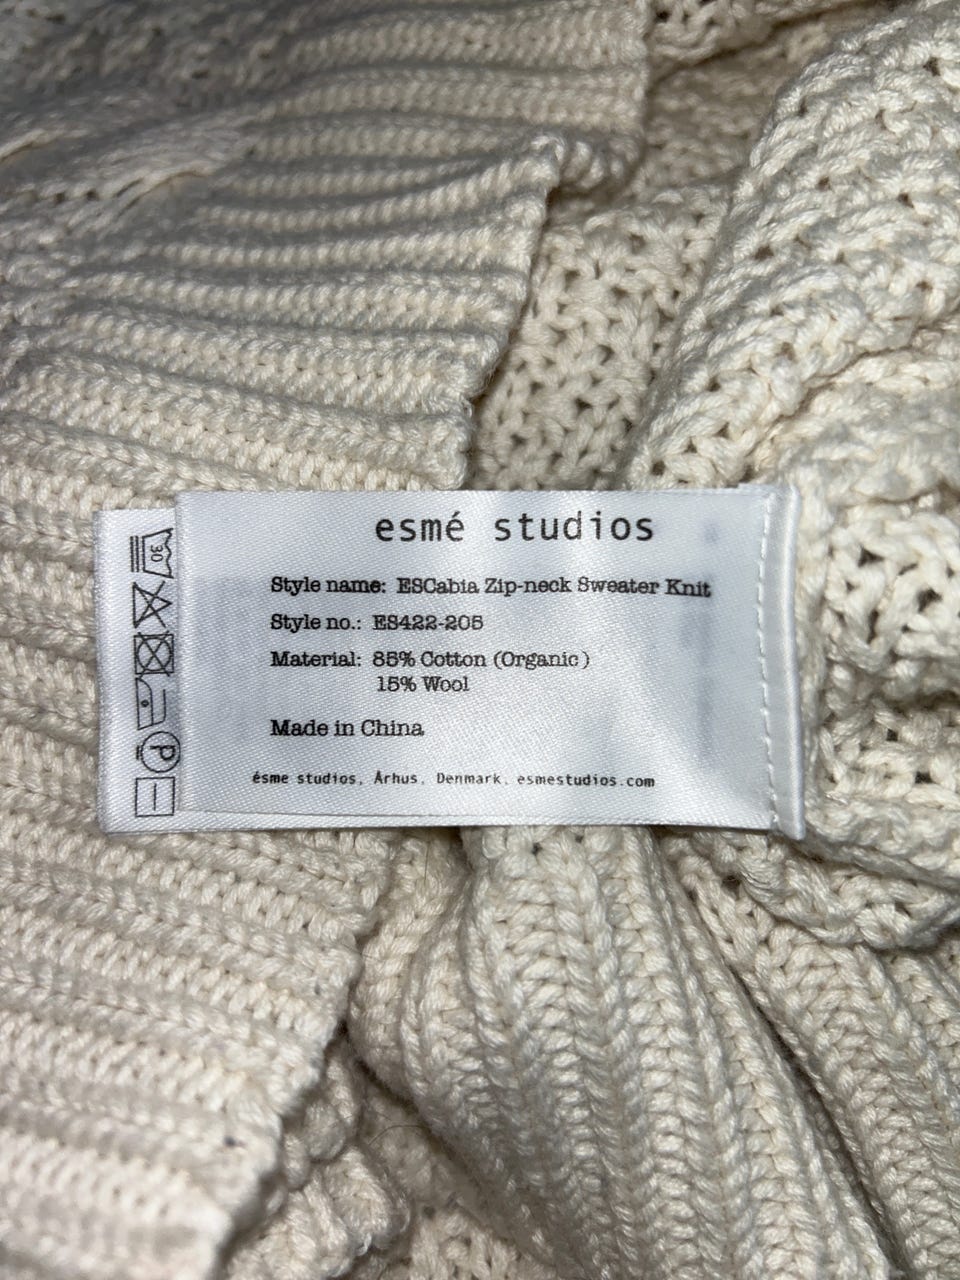 esmé studios
Style name: ESCabia Zip-neck Sweater Knit
Style no.: ES422-205
Material: 85% Cotton (Organic )
15% Wool
Made in China
ésme studios, Århus, Denmark, esmestudios.com
30
P